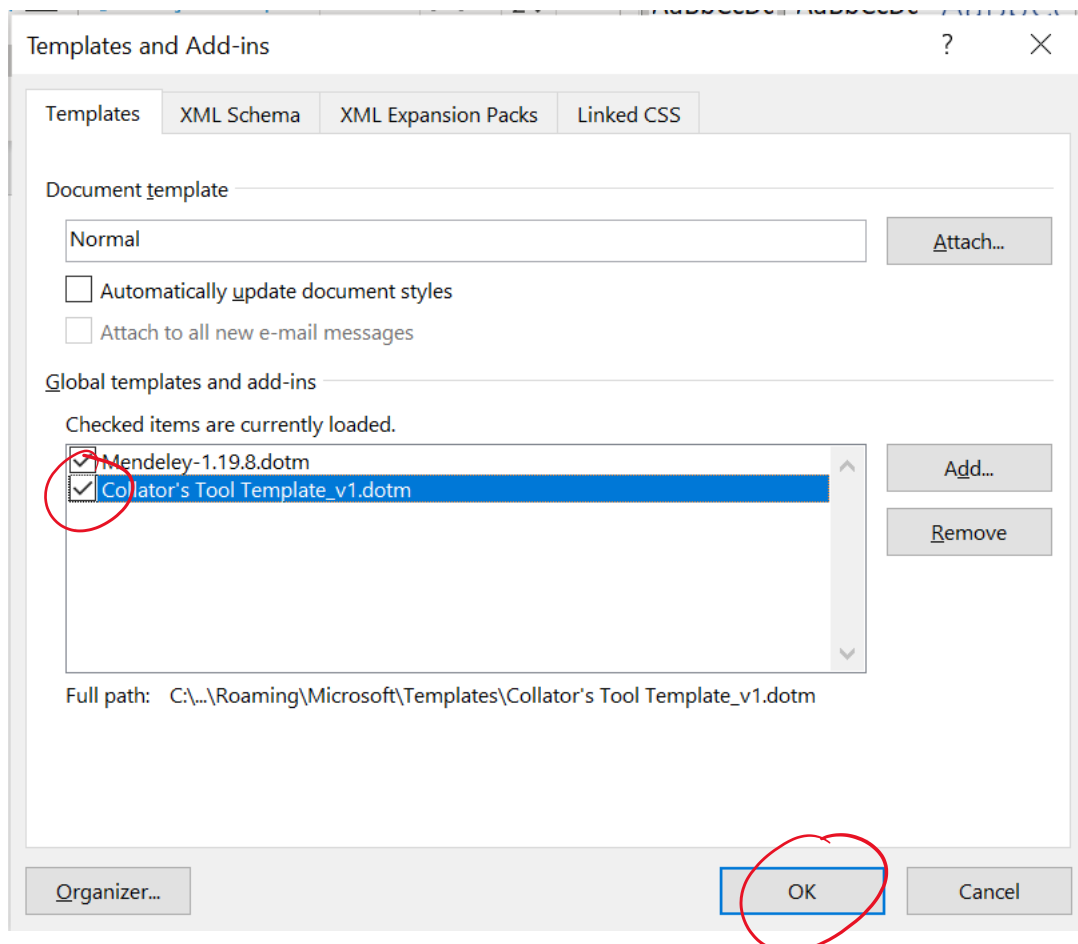 Templates and Add-ins
?
Templates XML Schema XML Expansion Packs Linked CSS
Document template
Normal
Attach...
Automatically update document styles
Attach to all new e-mail messages
Global templates and add-ins
Checked items are currently loaded.
Mendeley-1.19.8.dotm
Collator's Tool Template_v1.dotm
Add...
Remove
Full path: C:\...\Roaming\Microsoft\Templates\Collator's Tool Template_v1.dotm
Organizer...
OK
Cancel